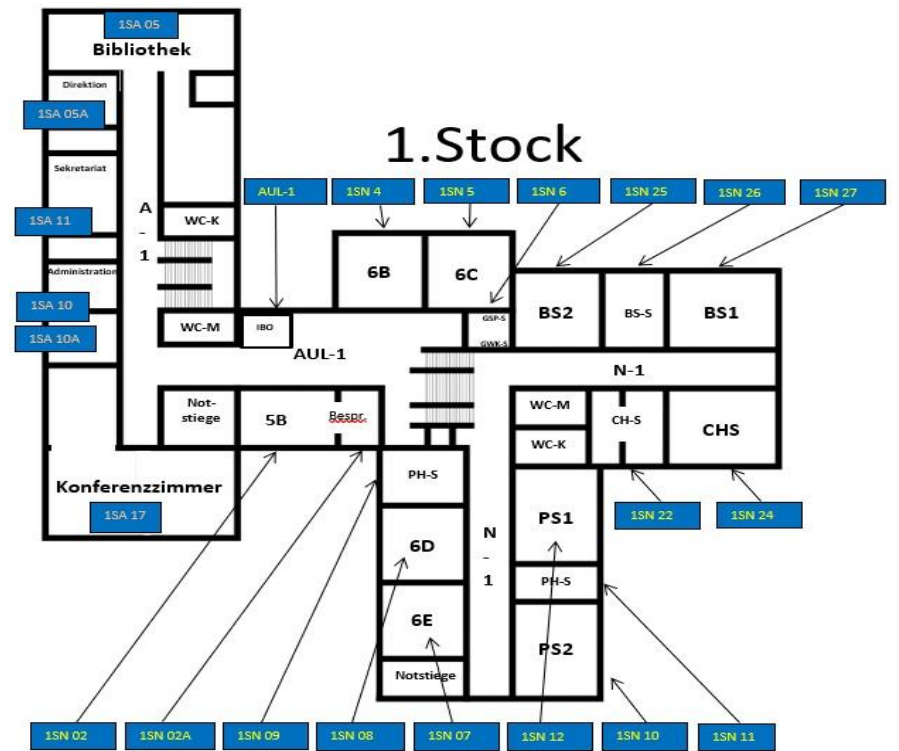 1SA 05
Bibliothek
Direktion
1SA 05A
1.Stock
Sekretariat
AUL-1
1SN 4
1SN 5
1SN 6
1SN 25
1SN 26
1SN 27
1SA 11
A
-
1
WC-K
6B
6C
Administration
1SA 10
1SA 10A
WC-M
IBO
GSP-S
GWK-S
BS2
BS-S
BS1
AUL-1
N-1
Not-
stiege
5B
Bespr.
WC-M
WC-K
CH-S
CHS
Konferenzzimmer
1SA 17
PH-S
PS1
1SN 22
1SN 24
6D
N
-
1
PH-S
6E
PS2
Notstiege
1SN 02
1SN 02A
1SN 09
1SN 08
1SN 07
1SN 12
1SN 10
1SN 11